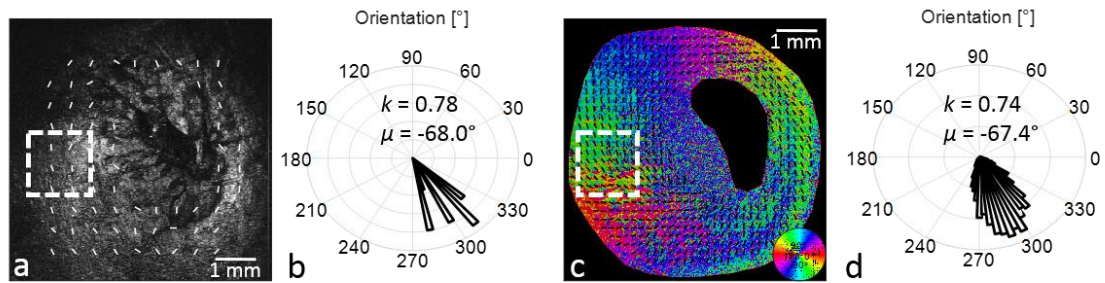 a
1 mm
b
Orientation [°]
90
120
60
150
30
180
0
210
330
240
300
270
k = 0.78
μ = -68.0°
c
1 mm
d
Orientation [°]
90
120
60
150
30
180
0
210
330
240
300
270
k = 0.74
μ = -67.4°